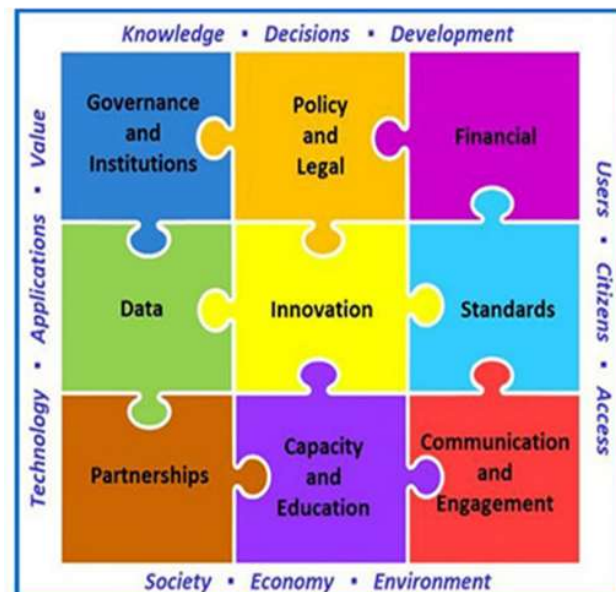 Knowledge ▪ Decisions ▪ Development
Technology ▪ Applications ▪ Value
Governance
and
Institutions
Policy
and
Legal
Financial
Users ▪ Citizens ▪ Access
Data
Innovation
Standards
Partnerships
Capacity
and
Education
Communication
and
Engagement
Society ▪ Economy ▪ Environment